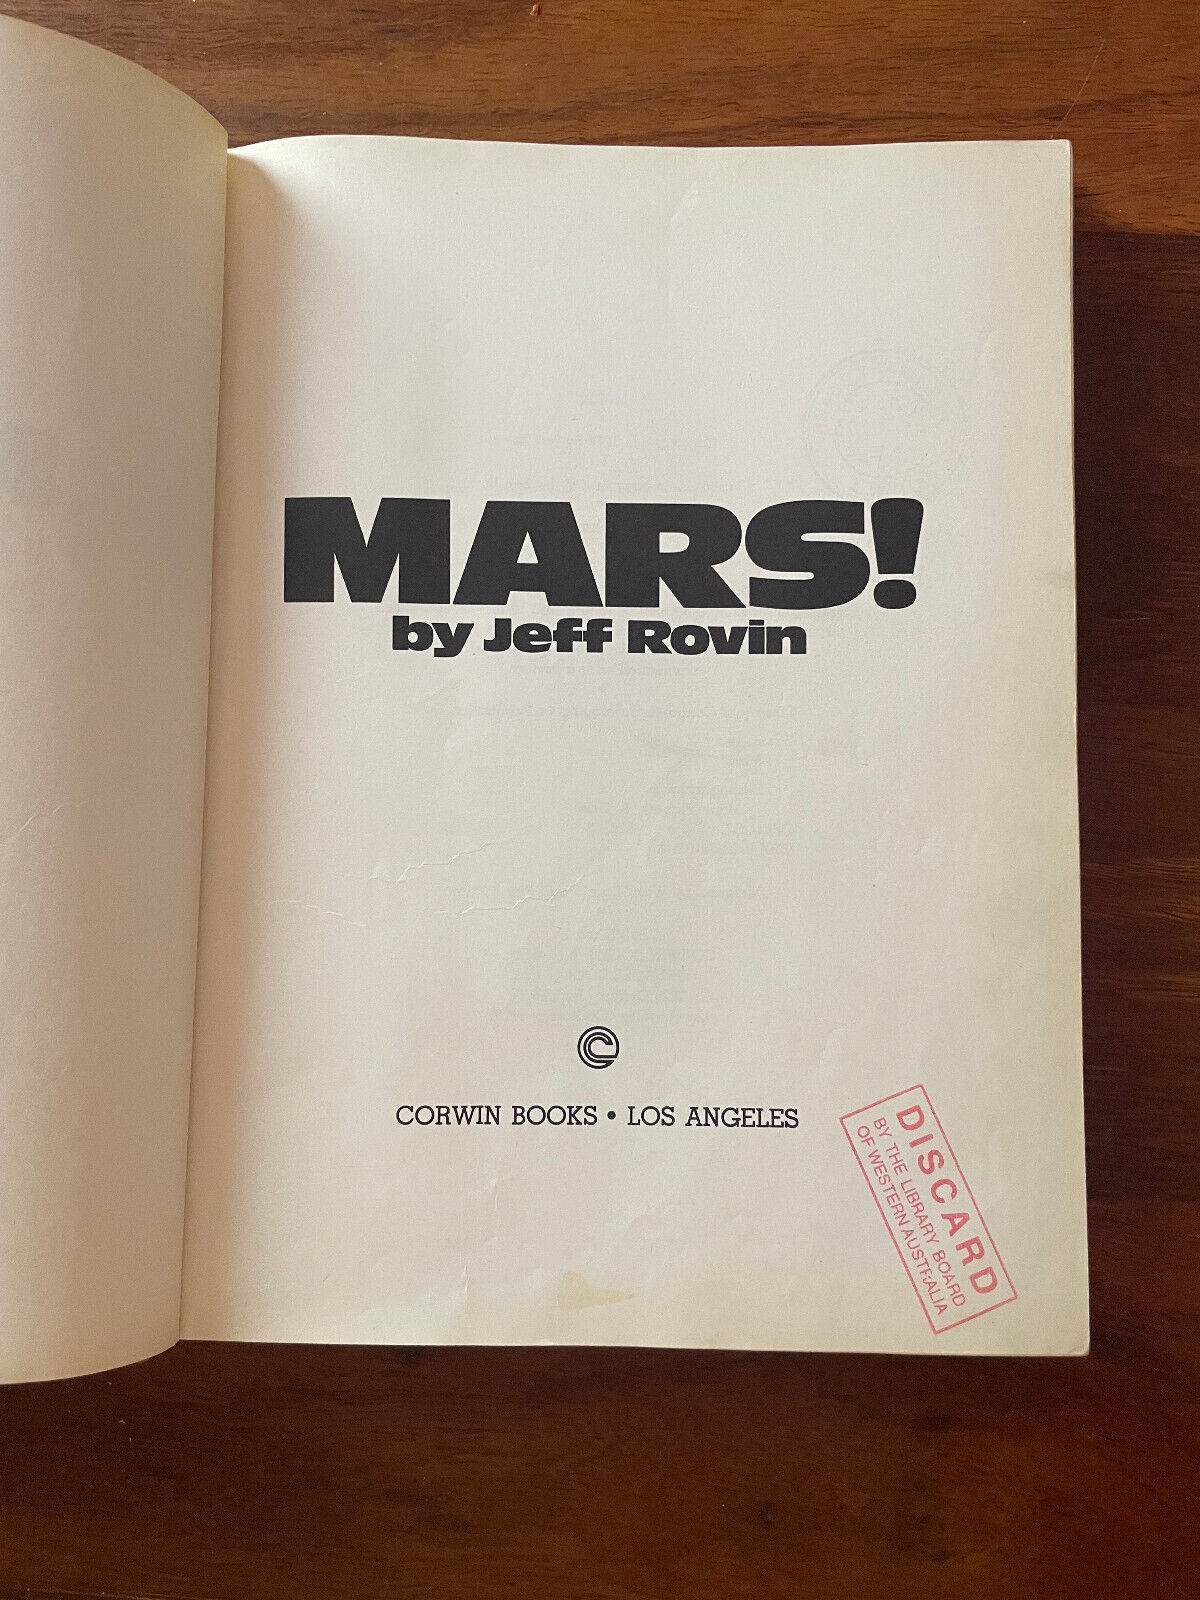 MARS!
by Jeff Rovin
CORWIN BOOKS • LOS ANGELES
DISCARD
BY THE LIBRARY BOARD
OF WESTERN AUSTRALIA